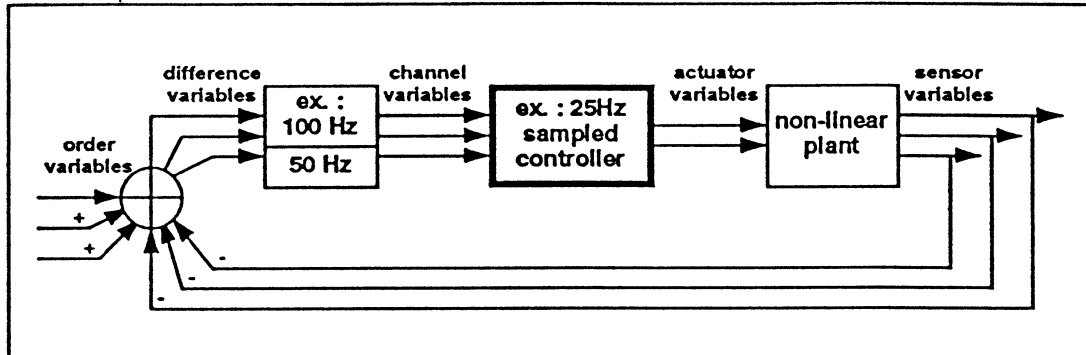 difference
variables
channel
variables
actuator
variables
sensor
variables
order
variables
ex. :
100 Hz
50 Hz
ex. : 25Hz
sampled
controller
non-linear
plant
+
+
-
-
-